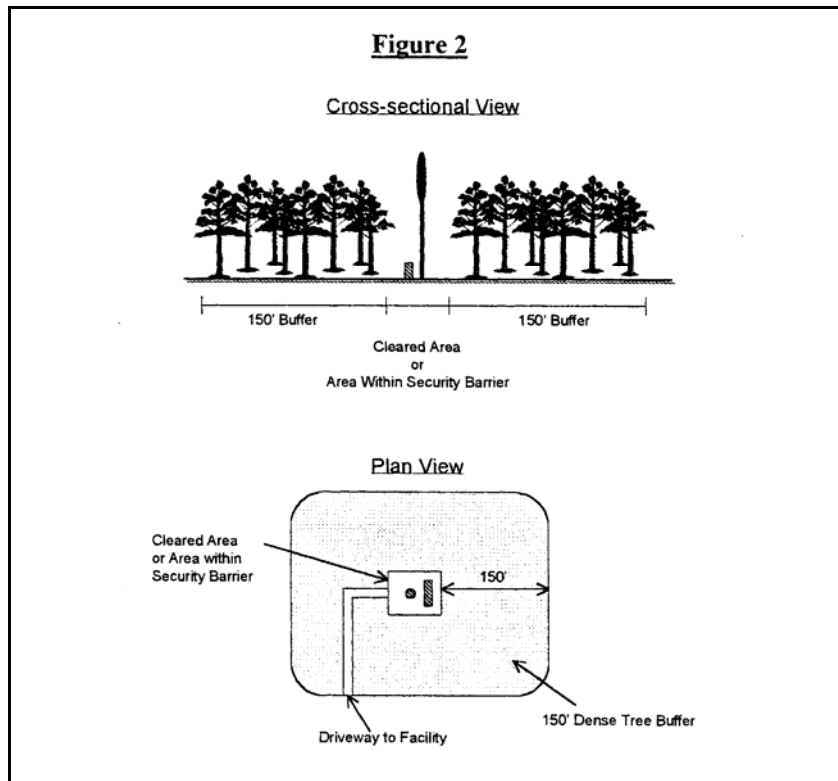 Figure 2
Cross-sectional View
150' Buffer
150' Buffer
Cleared Area
or
Area Within Security Barrier
Plan View
Cleared Area
or Area within
Security Barrier
150'
150' Dense Tree Buffer
Driveway to Facility